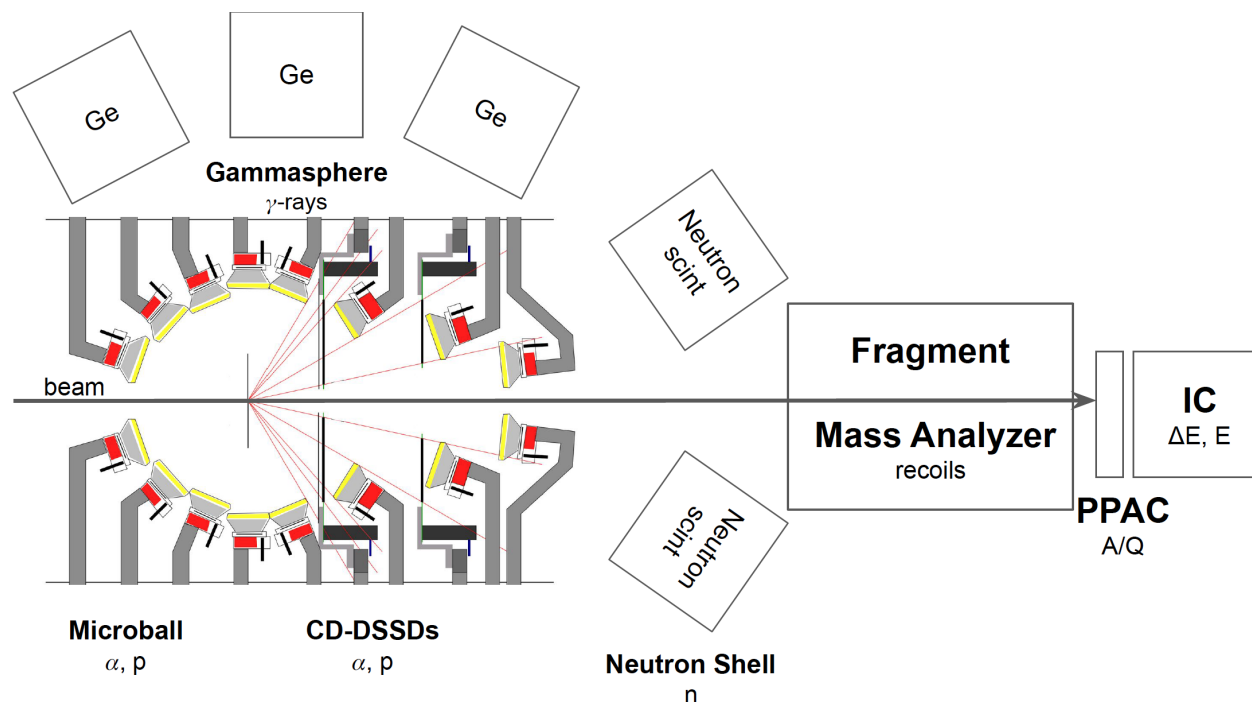 Ge
Ge
Ge
Gammasphere
γ-rays
Neutron
scint
beam
Fragment
Mass Analyzer
recoils
IC
ΔE, E
PPAC
A/Q
Neutron
scint
Microball
α, p
CD-DSSDs
α, p
Neutron Shell
n